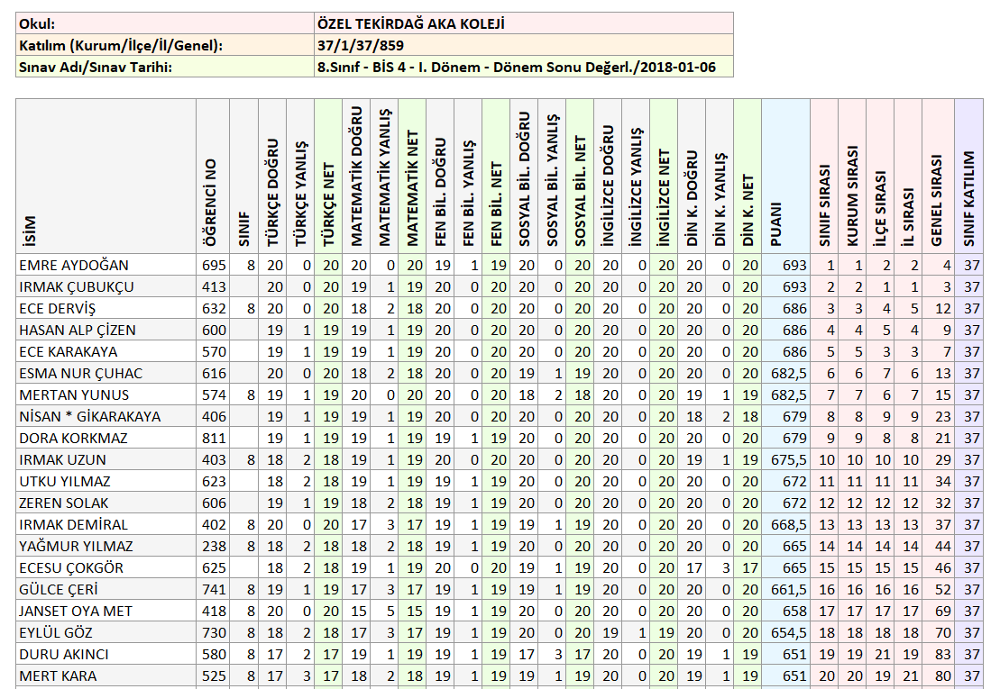 Okul: ÖZEL TEKİRDAĞ AKA KOLEJİ
Katılım (Kurum/İlçe/İl/Genel): 37/1/37/859
Sınav Adı/Sınav Tarihi: 8.Sınıf - BİS 4 - I. Dönem - Dönem Sonu Değerl./2018-01-06
İSİM ÖĞRENCİ NO SINIF TÜRKÇE DOĞRU TÜRKÇE YANLIŞ TÜRKÇE NET MATEMATİK DOĞRU MATEMATİK YANLIŞ MATEMATİK NET FEN BİL. DOĞRU FEN BİL. YANLIŞ FEN BİL. NET SOSYAL BİL. DOĞRU SOSYAL BİL. YANLIŞ SOSYAL BİL. NET İNGİLİZCE DOĞRU İNGİLİZCE YANLIŞ İNGİLİZCE NET DİN K. DOĞRU DİN K. YANLIŞ DİN K. NET PUANI SINIF SIRASI KURUM SIRASI İLÇE SIRASI İL SIRASI GENEL SIRASI SINIF KATILIM
EMRE AYDOĞAN 695 8 20 0 20 20 0 20 19 1 19 20 0 20 20 0 20 20 0 20 693 1 1 2 2 4 37
IRMAK ÇUBUKÇU 413 20 0 20 19 1 19 20 0 20 20 0 20 20 0 20 20 0 20 693 2 2 1 1 3 37
ECE DERVİŞ 632 8 20 0 20 18 2 18 20 0 20 20 0 20 20 0 20 20 0 20 686 3 3 4 5 12 37
HASAN ALP ÇİZEN 600 19 1 19 19 1 19 20 0 20 20 0 20 20 0 20 20 0 20 686 4 4 5 4 9 37
ECE KARAKAYA 570 19 1 19 19 1 19 20 0 20 20 0 20 20 0 20 20 0 20 686 5 5 3 3 7 37
ESMA NUR ÇUHAC 616 20 0 20 18 2 18 20 0 20 19 1 19 20 0 20 20 0 20 682,5 6 6 7 6 13 37
MERTAN YUNUS 574 8 19 1 19 20 0 20 20 0 20 18 2 18 20 0 20 19 1 19 682,5 7 7 6 7 15 37
NİSAN * GİKARAKAYA 406 19 1 19 19 1 19 20 0 20 20 0 20 20 0 20 18 2 18 679 8 8 9 9 23 37
DORA KORKMAZ 811 19 1 19 19 1 19 19 1 19 20 0 20 20 0 20 20 0 20 679 9 9 8 8 21 37
IRMAK UZUN 403 8 18 2 18 19 1 19 20 0 20 20 0 20 20 0 20 19 1 19 675,5 10 10 10 10 29 37
UTKU YILMAZ 623 18 2 18 19 1 19 19 1 19 20 0 20 20 0 20 20 0 20 672 11 11 11 11 34 37
ZEREN SOLAK 606 19 1 19 18 2 18 19 1 19 20 0 20 20 0 20 20 0 20 672 12 12 12 12 32 37
IRMAK DEMİRAL 402 8 20 0 20 17 3 17 19 1 19 19 1 19 20 0 20 20 0 20 668,5 13 13 13 13 37 37
YAĞMUR YILMAZ 238 8 18 2 18 18 2 18 19 1 19 20 0 20 20 0 20 20 0 20 665 14 14 14 14 44 37
ECESU ÇOKGÖR 625 18 2 18 19 1 19 20 0 20 19 1 19 20 0 20 17 3 17 665 15 15 15 15 46 37
GÜLCE ÇERİ 741 8 19 1 19 17 3 17 19 1 19 19 1 19 20 0 20 20 0 20 661,5 16 16 16 16 52 37
JANSET OYA MET 418 8 20 0 20 15 5 15 19 1 19 20 0 20 20 0 20 20 0 20 658 17 17 17 17 69 37
EYLÜL GÖZ 730 8 18 2 18 17 3 17 19 1 19 20 0 20 19 1 19 20 0 20 654,5 18 18 18 18 70 37
DURU AKINCI 580 8 17 2 17 19 1 19 19 1 19 17 3 17 20 0 20 19 1 19 651 19 19 21 19 83 37
MERT KARA 525 8 17 3 17 18 2 18 19 1 19 19 1 19 20 0 20 19 1 19 651 20 20 19 21 80 37